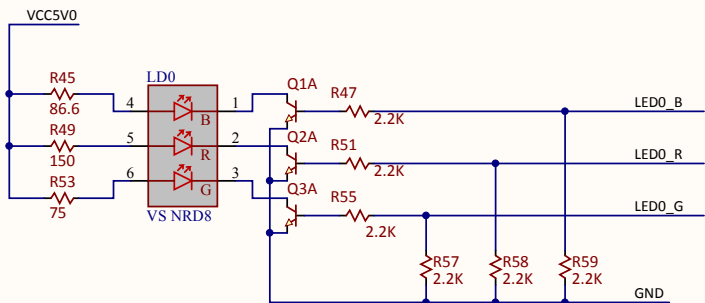 VCC5V0
R45
86.6
R49
150
R53
75
LD0
4
5
6
B
R
G
1
2
3
VS NRD8
Q1A
Q2A
Q3A
R47
2.2K
R51
2.2K
R55
2.2K
LED0_B
LED0_R
LED0_G
R57
2.2K
R58
2.2K
R59
2.2K
GND